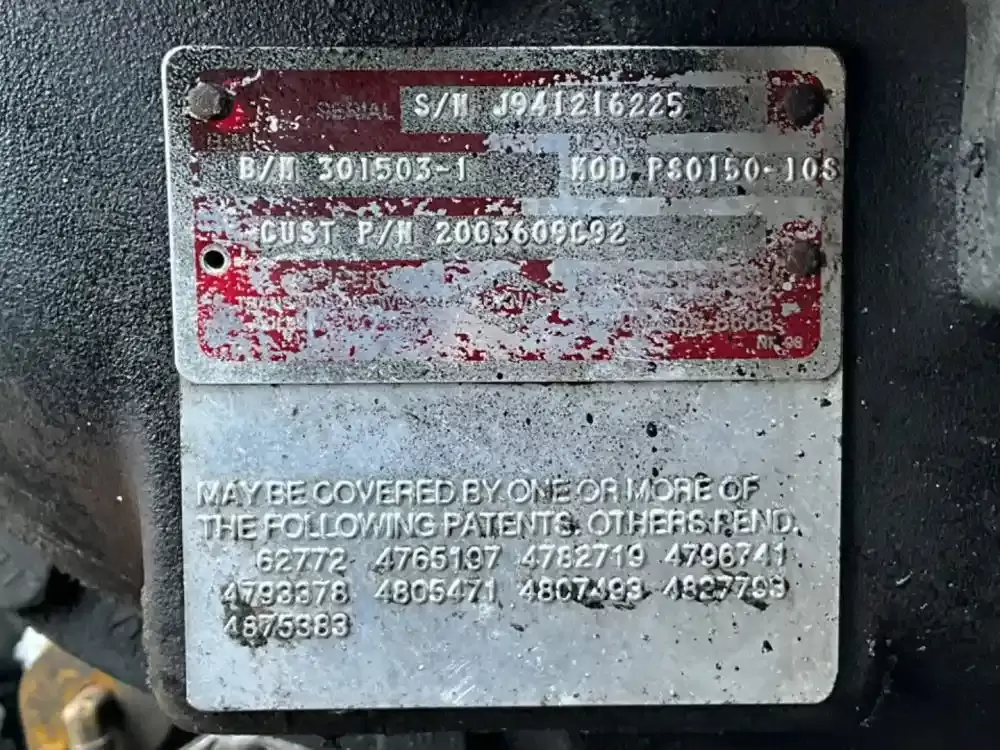 SERIAL S/N J941216225
B/M 301503-1 MOD PS0150-10S
CUST P/N 2003609C92
DANA
MAY BE COVERED BY ONE OR MORE OF
THE FOLLOWING PATENTS. OTHERS PEND.
62772 4765197 4782719 4796741
4793378 4805471 4807493 4827793
4875383